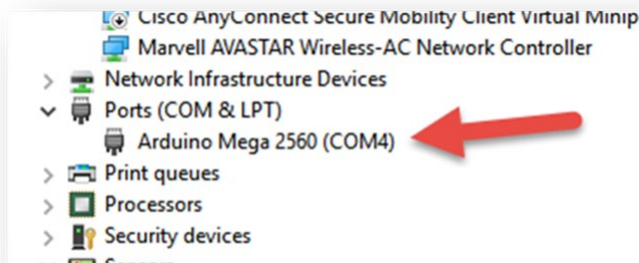 Cisco AnyConnect Secure Mobility Client Virtual Minip
Marvell AVASTAR Wireless-AC Network Controller
Network Infrastructure Devices
Ports (COM & LPT)
Arduino Mega 2560 (COM4)
Print queues
Processors
Security devices